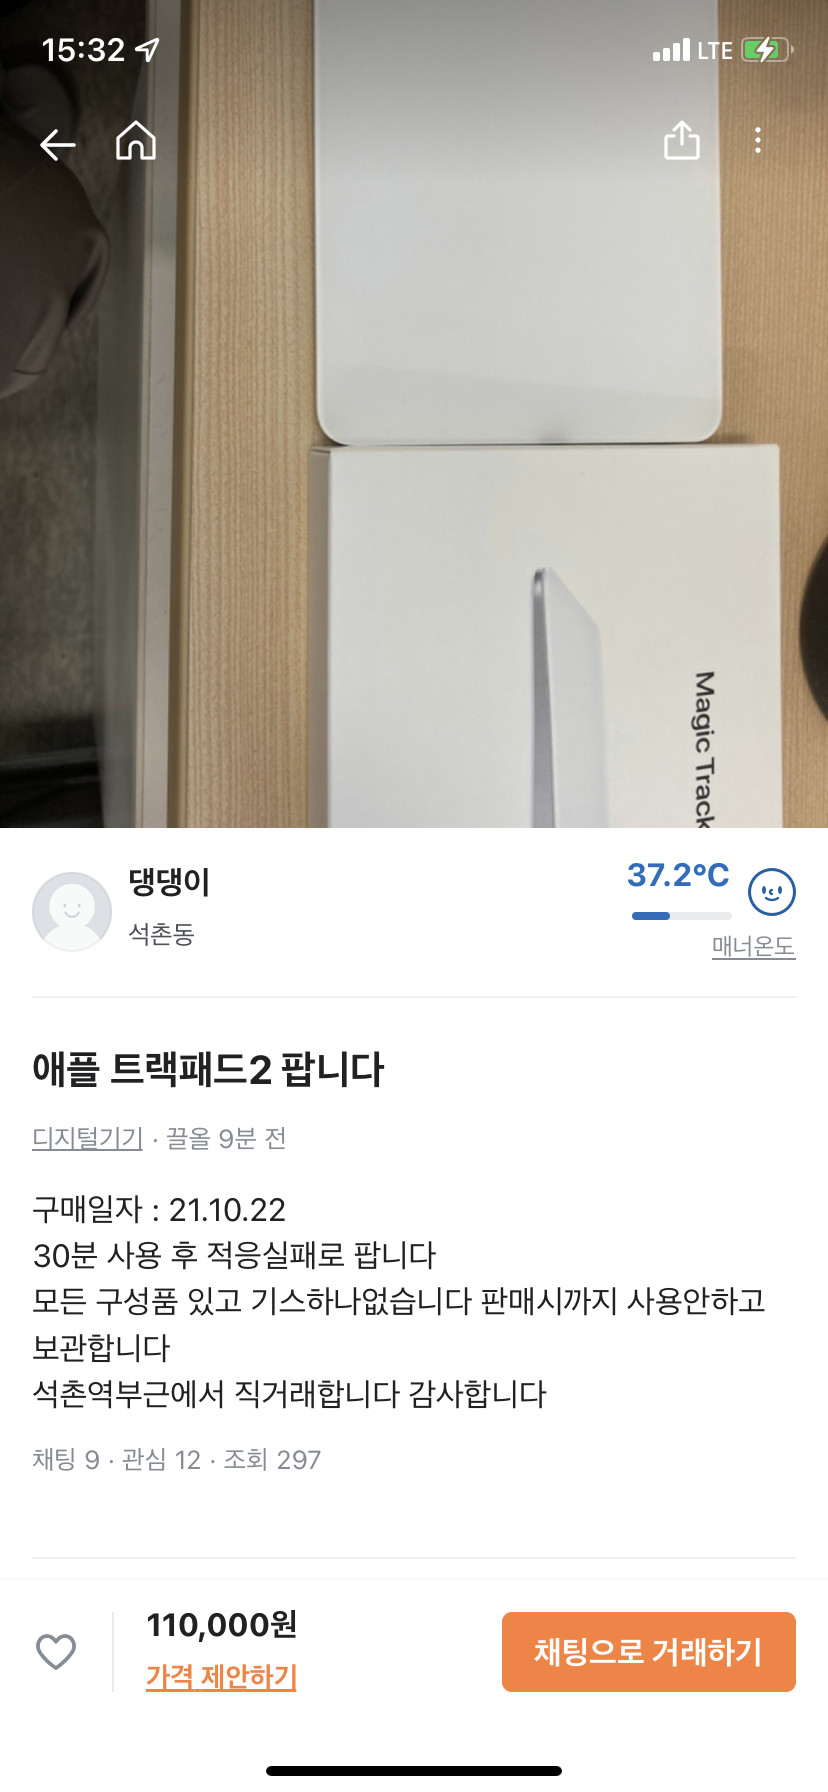 15:32
LTE
Magic Track
댕댕이
석촌동
37.2°C
매너온도
애플 트랙패드2 팝니다
디지털기기 · 끌올 9분 전
구매일자 : 21.10.22
30분 사용 후 적응실패로 팝니다
모든 구성품 있고 기스하나없습니다 판매시까지 사용안하고
보관합니다
석촌역부근에서 직거래합니다 감사합니다
채팅 9 · 관심 12 · 조회 297
110,000원
가격 제안하기
채팅으로 거래하기